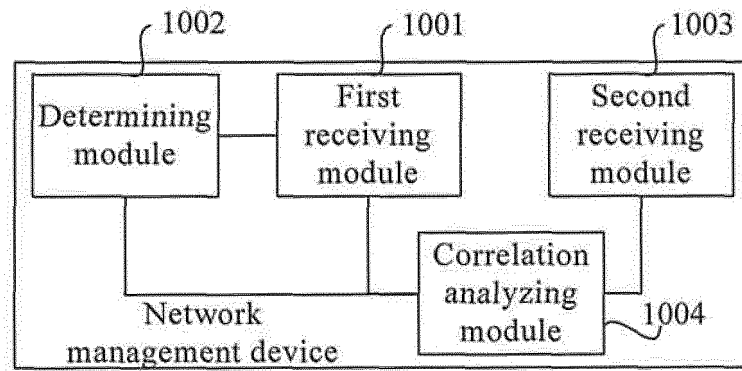 1002
1001
1003
Determining
module
First
receiving
module
Second
receiving
module
Correlation
analyzing
module
1004
Network
management device